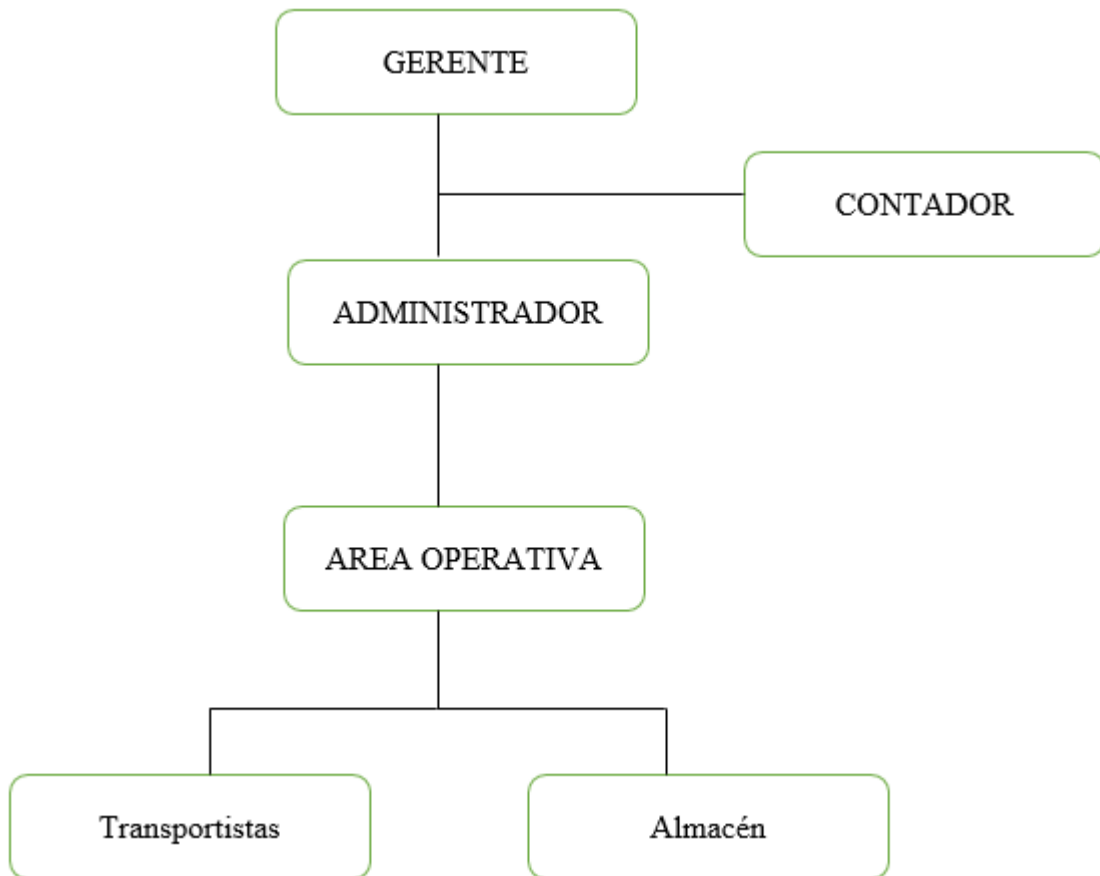 GERENTE
CONTADOR
ADMINISTRADOR
AREA OPERATIVA
Transportistas
Almacén